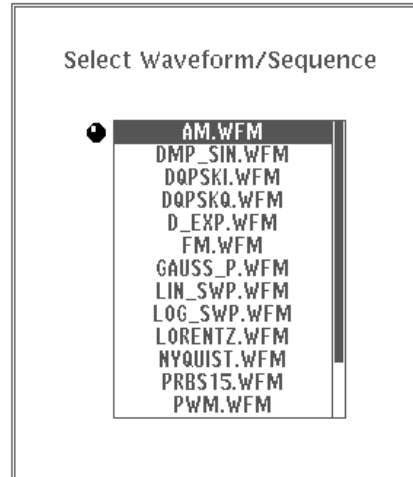 Select Waveform/Sequence
AM.WFM
DMP_SIN.WFM
DQPSKI.WFM
DQPSKQ.WFM
D_EXP.WFM
FM.WFM
GAUSS_P.WFM
LIN_SWP.WFM
LOG_SWP.WFM
LORENTZ.WFM
NYQUIST.WFM
PRBS15.WFM
PWM.WFM